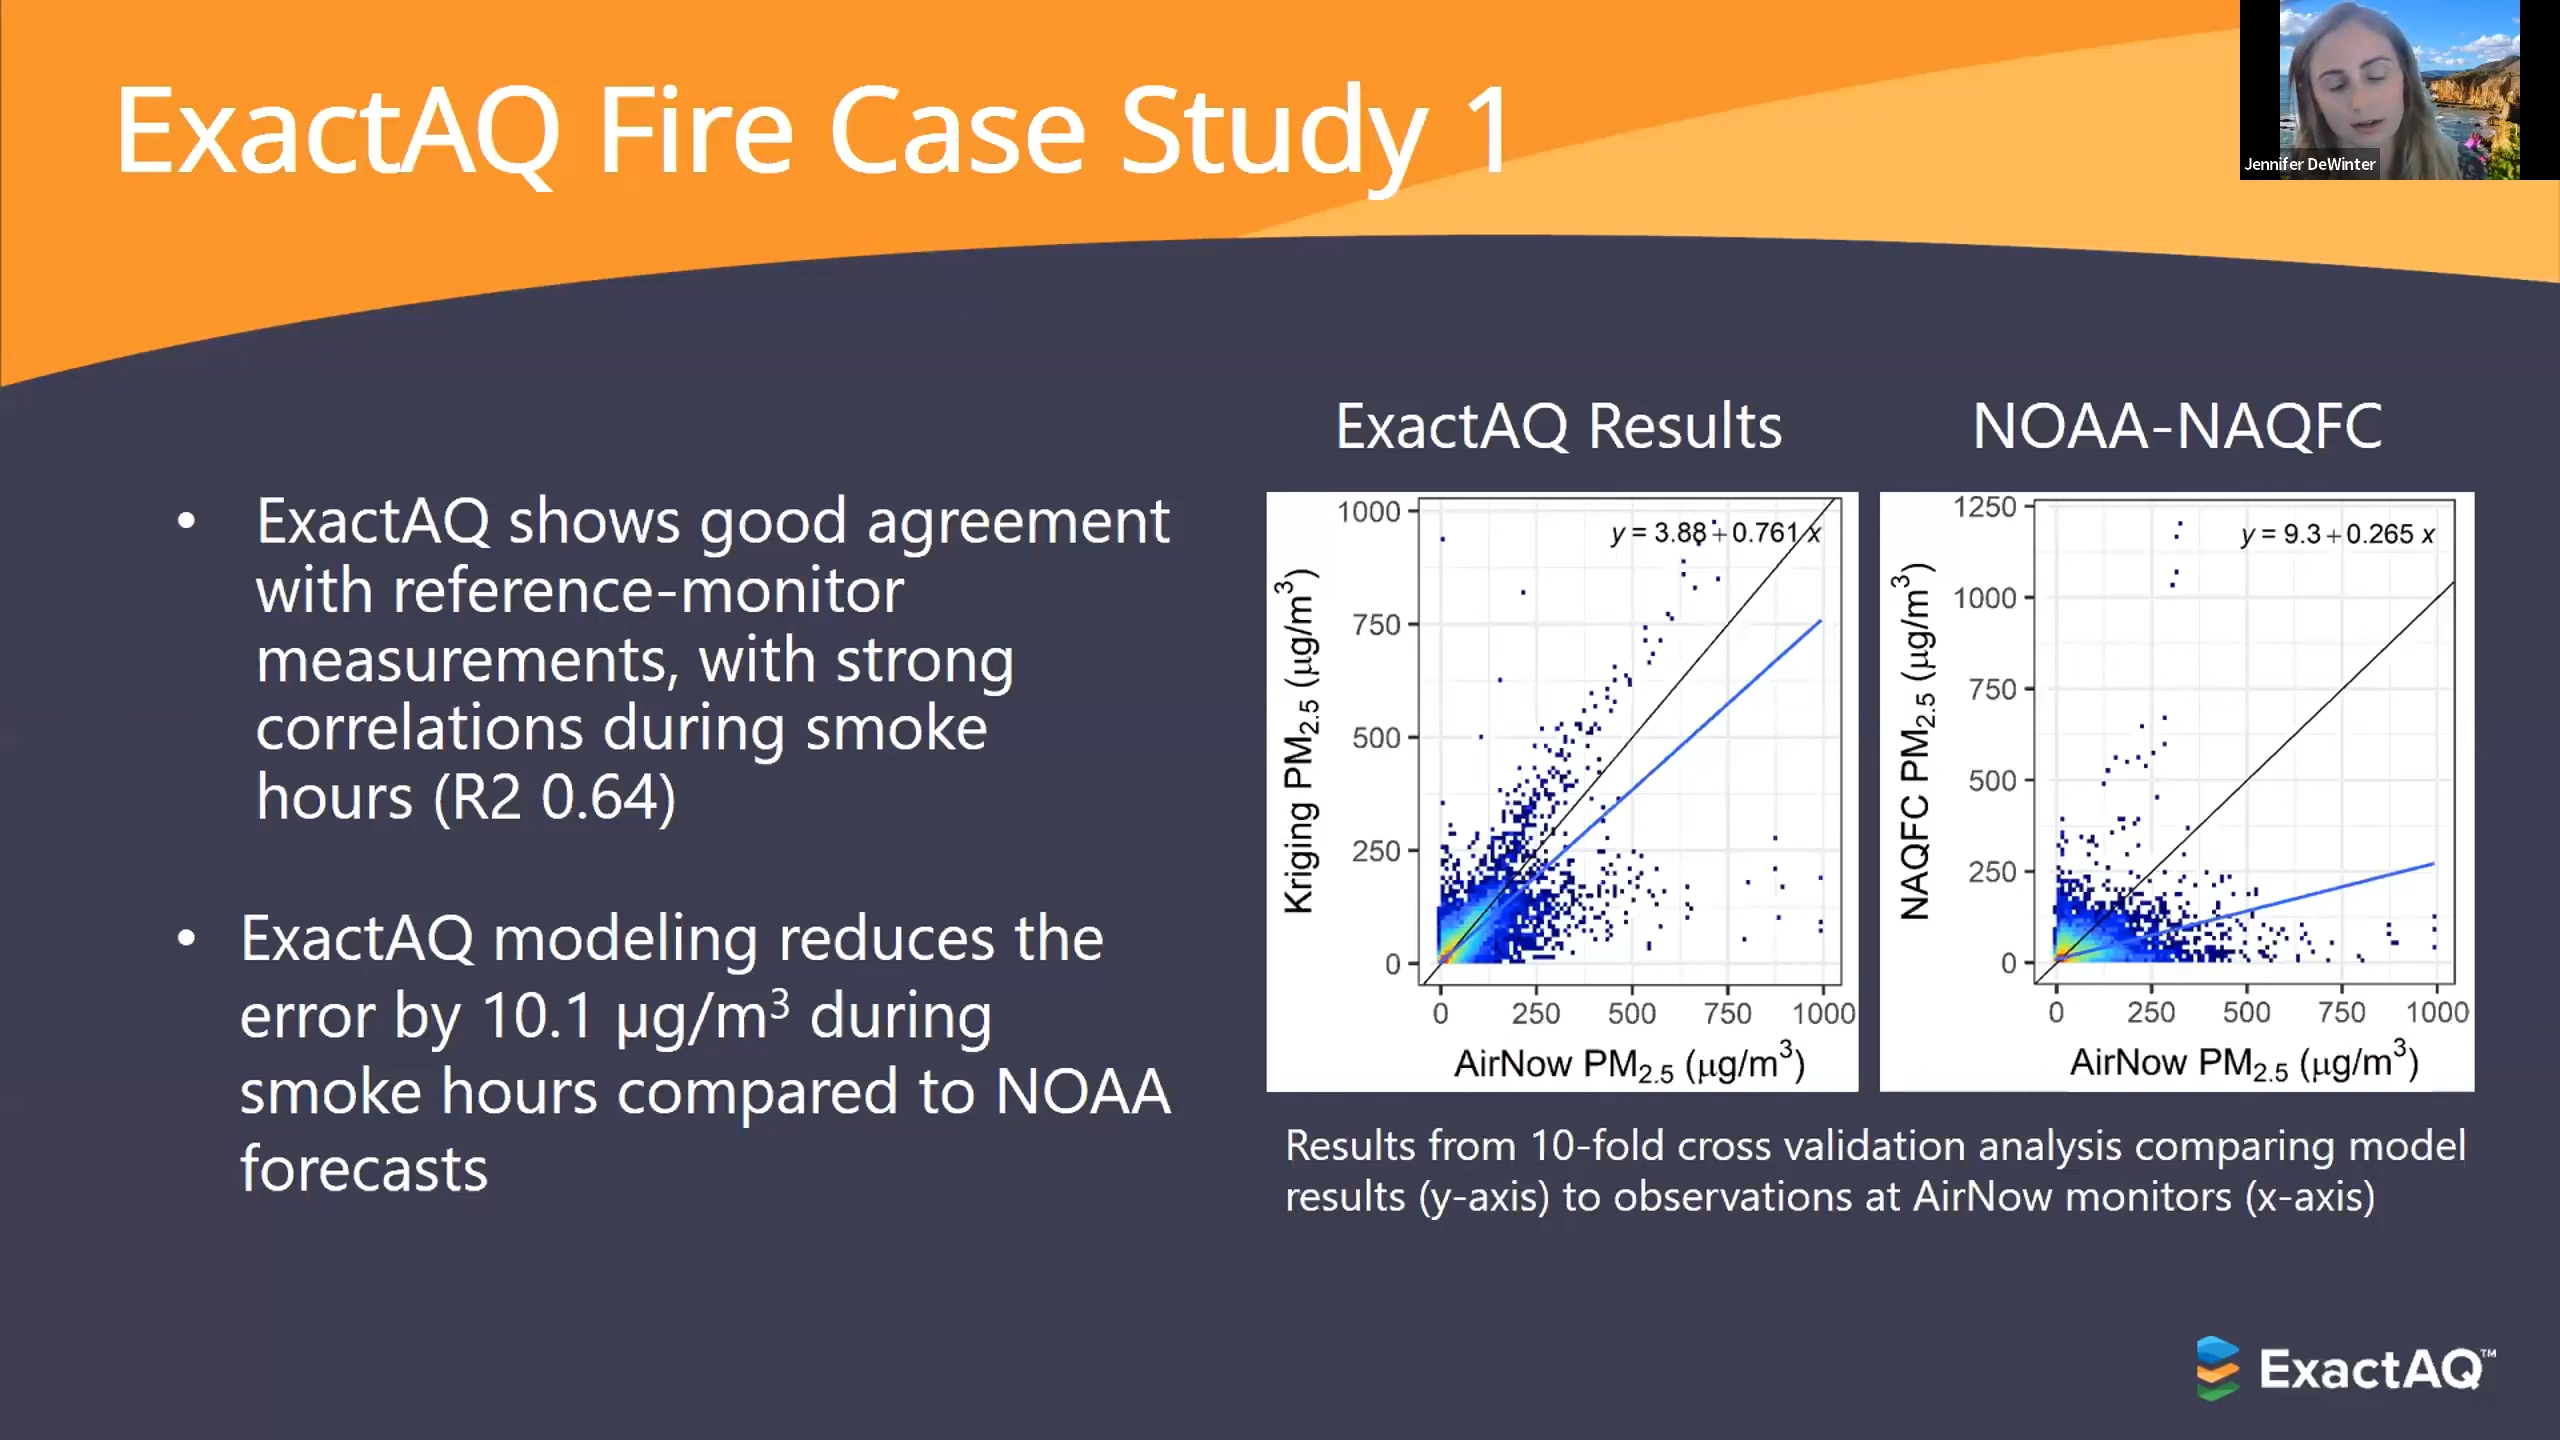 ExactAQ Fire Case Study 1
Jennifer DeWinter
• ExactAQ shows good agreement
with reference-monitor
measurements, with strong
correlations during smoke
hours (R2 0.64)
• ExactAQ modeling reduces the
error by 10.1 µg/m³ during
smoke hours compared to NOAA
forecasts
ExactAQ Results
Kriging PM2.5 (µg/m³)
1000
750
500
250
0
y = 3.88 + 0.761 x
0 250 500 750 1000
AirNow PM2.5 (µg/m³)
NOAA-NAQFC
NAQFC PM2.5 (µg/m³)
1250
1000
750
500
250
0
y = 9.3 + 0.265 x
0 250 500 750 1000
AirNow PM2.5 (µg/m³)
Results from 10-fold cross validation analysis comparing model
results (y-axis) to observations at AirNow monitors (x-axis)
ExactAQ™